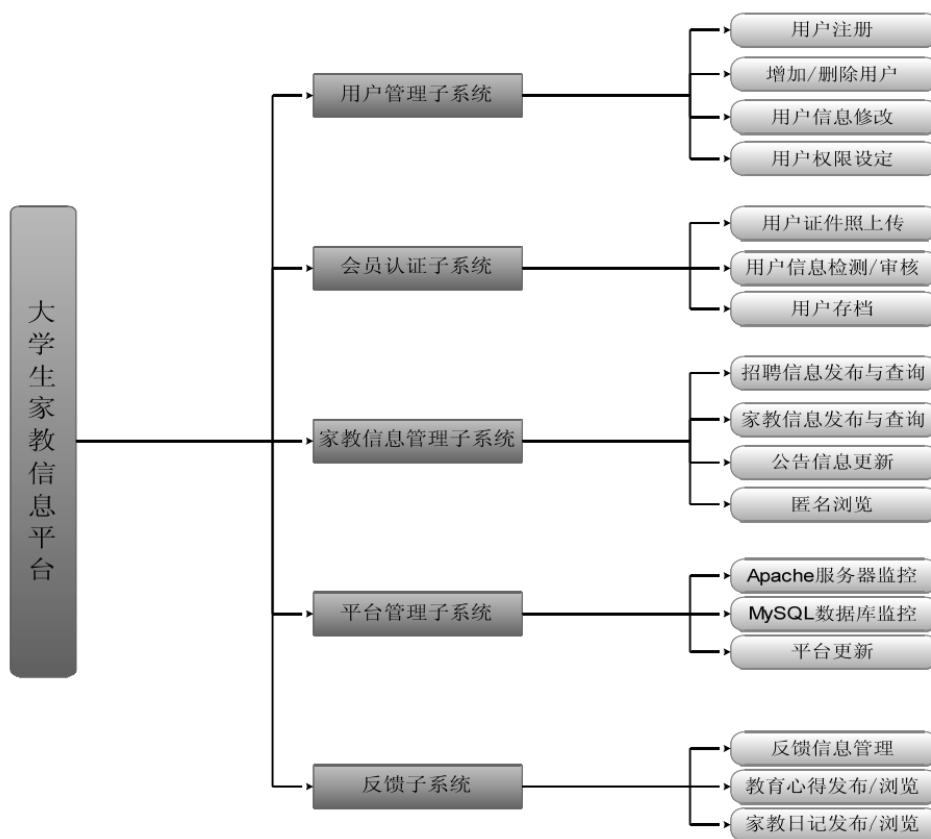 大学生家教信息平台
用户管理子系统
用户注册
增加/删除用户
用户信息修改
用户权限设定
会员认证子系统
用户证件照上传
用户信息检测/审核
用户存档
家教信息管理子系统
招聘信息发布与查询
家教信息发布与查询
公告信息更新
匿名浏览
平台管理子系统
Apache服务器监控
MySQL数据库监控
平台更新
反馈子系统
反馈信息管理
教育心得发布/浏览
家教日记发布/浏览